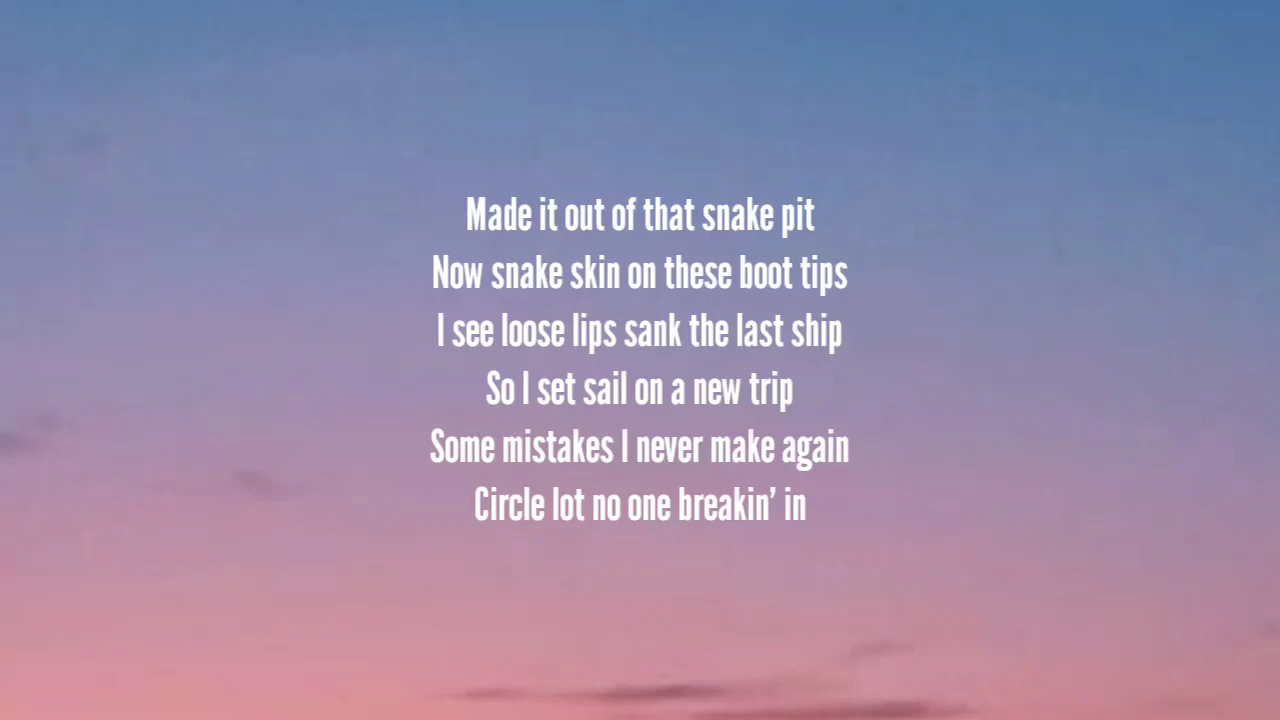 Made it out of that snake pit
Now snake skin on these boot tips
I see loose lips sank the last ship
So I set sail on a new trip
Some mistakes I never make again
Circle lot no one breakin’ in